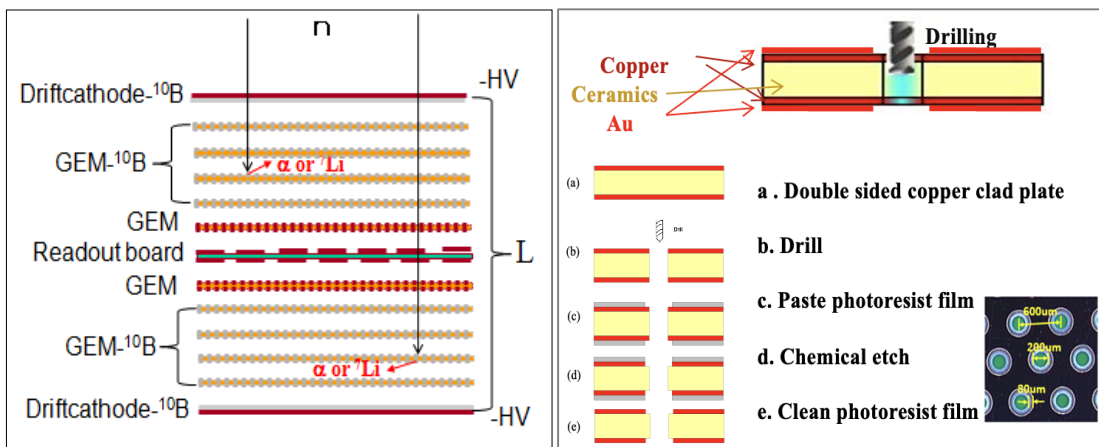 n
-HV
Driftcathode-¹⁰B
GEM-¹⁰B
α or ⁷Li
GEM
Readout board
L
GEM
GEM-¹⁰B
α or ⁷Li
Driftcathode-¹⁰B
-HV
Drilling
Copper
Ceramics
Au
(a)
a . Double sided copper clad plate
Drill
(b)
b. Drill
(c)
c. Paste photoresist film
(d)
d. Chemical etch
(e)
e. Clean photoresist film
600um
200um
80um